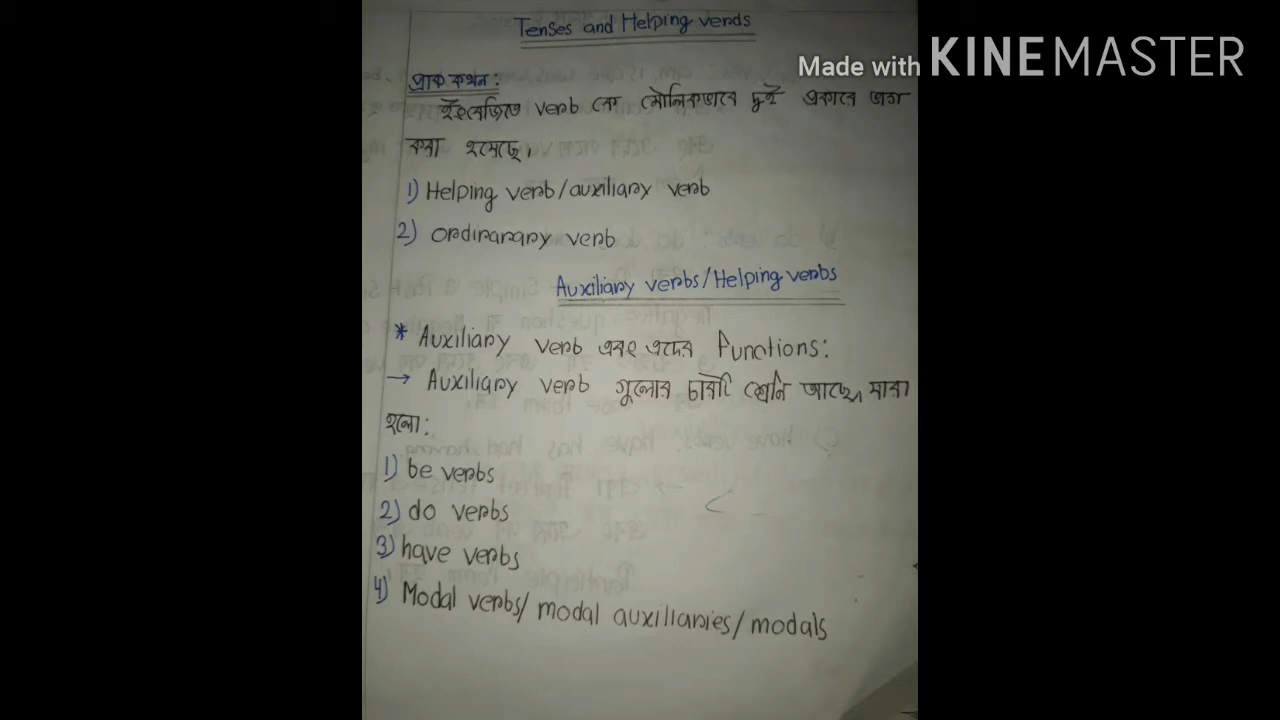 Tenses and Helping verbs
Made with KINEMASTER
প্রাক কথন:
ইংরেজিতে verb কে মৌলিকভাবে দুই প্রকারে ভাগ
করা হয়েছে।
1) Helping verb/auxiliary verb
2) ordinarary verb
Auxiliary verbs/Helping verbs
* Auxiliary verb এবং এদের Functions:
→ Auxiliary verb গুলোর চারটি শ্রেনি আছে, যারা
হলো:
1) be verbs
2) do verbs
3) have verbs
4) Modal verbs/ modal auxiliaries/ modals